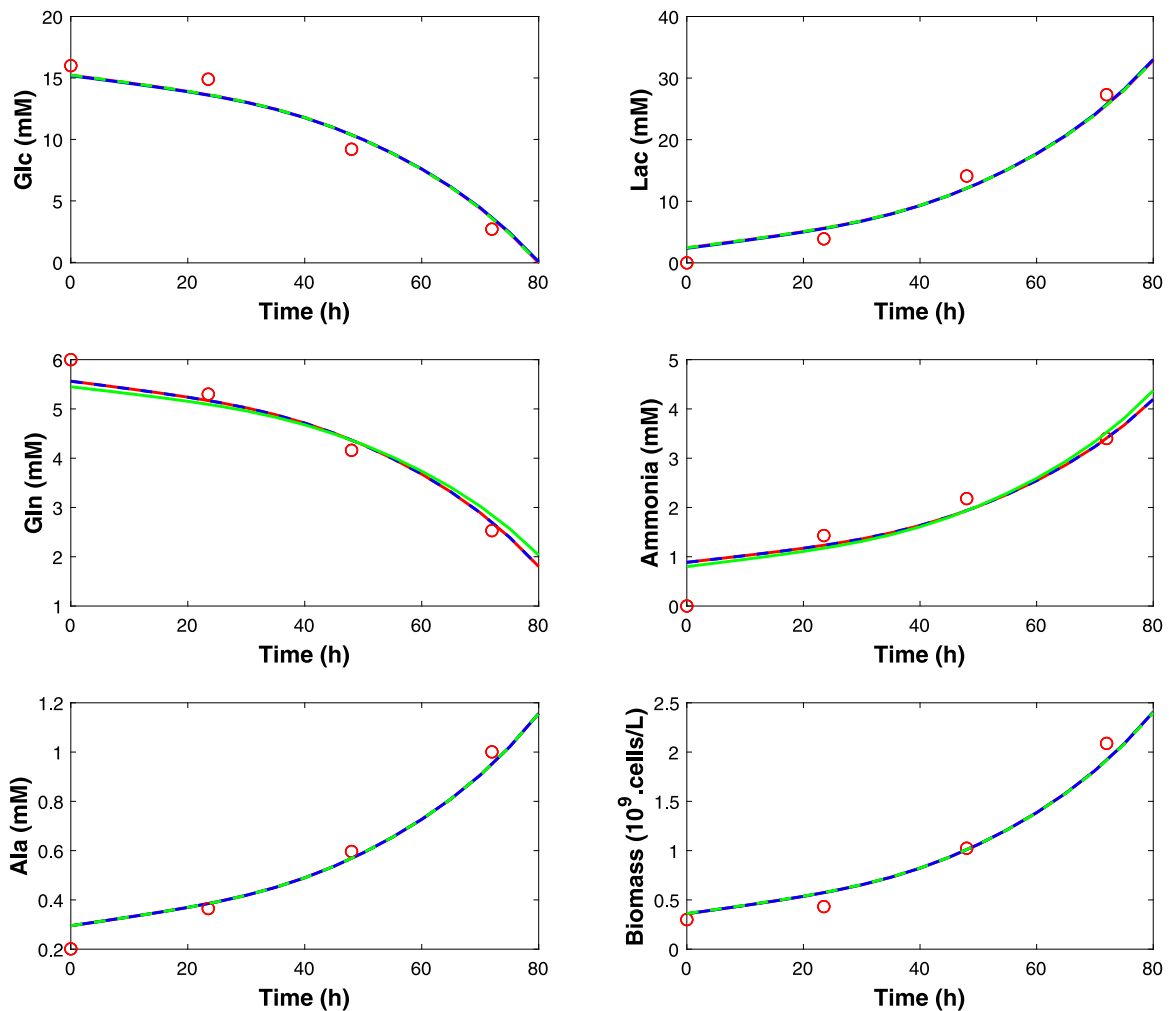 20
15
10
5
0
Glc (mM)
0 20 40 60 80
Time (h)
40
30
20
10
0
Lac (mM)
0 20 40 60 80
Time (h)
6
5
4
3
2
1
Gln (mM)
0 20 40 60 80
Time (h)
5
4
3
2
1
0
Ammonia (mM)
0 20 40 60 80
Time (h)
1.2
1
0.8
0.6
0.4
0.2
Ala (mM)
0 20 40 60 80
Time (h)
2.5
2
1.5
1
0.5
0
Biomass (10⁹.cells/L)
0 20 40 60 80
Time (h)